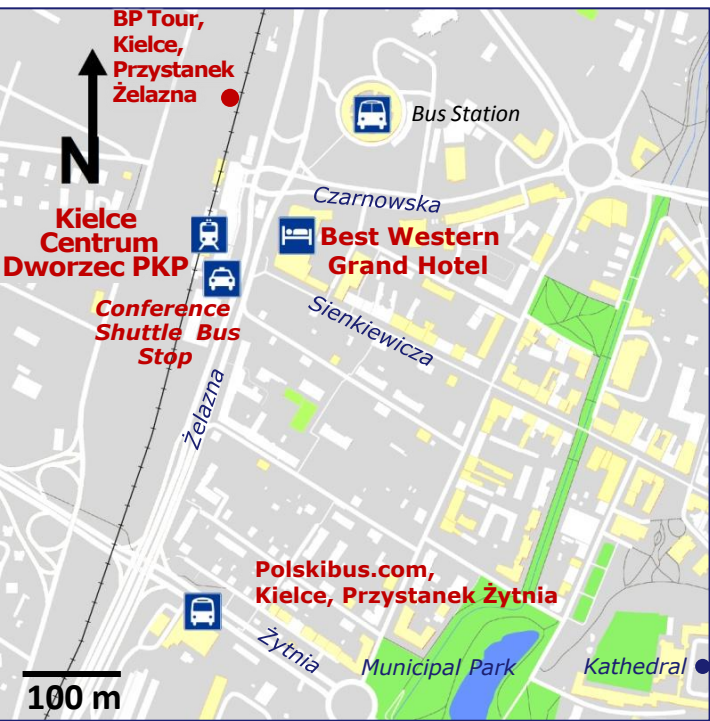 BP Tour,
Kielce,
Przystanek
Żelazna
Bus Station
N
Czarnowska
Kielce
Centrum
Dworzec PKP
Best Western
Grand Hotel
Conference
Shuttle Bus
Stop
Sienkiewicza
Żelazna
Polskibus.com,
Kielce, Przystanek Żytnia
Żytnia
Municipal Park
Kathedral
100 m